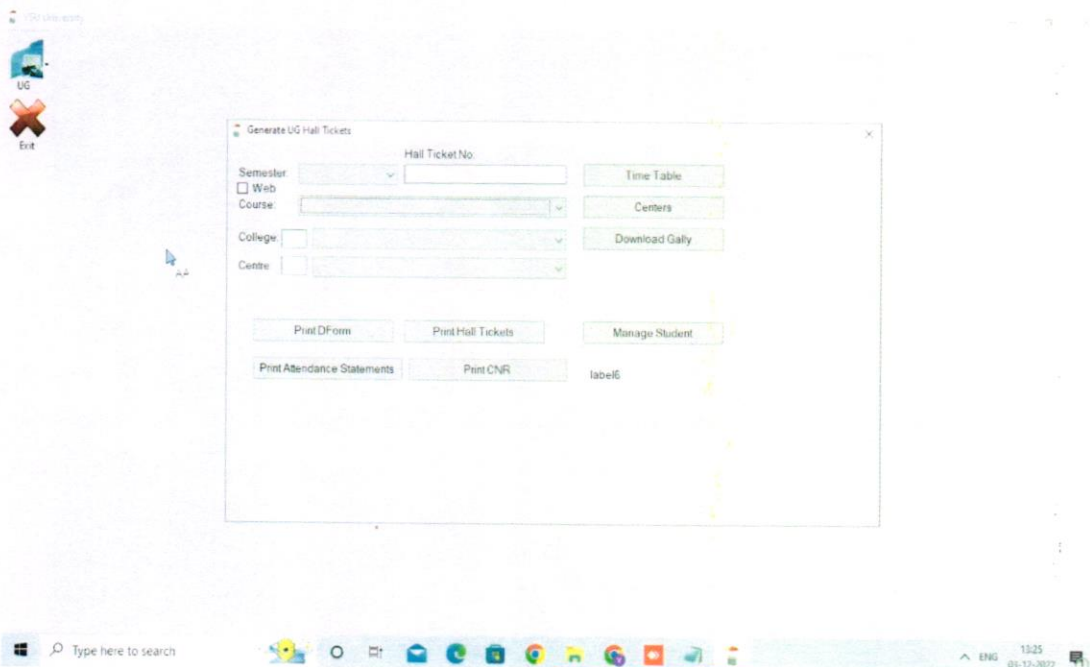 UG
Exit
Generate UG Hall Tickets
Hall Ticket No:
Semester:
Web
Course:
College:
Centre
Time Table
Centers
Download Gally
Print DForm
Print Hall Tickets
Manage Student
Print Attendance Statements
Print CNR
label6
Type here to search
ENG
13:25